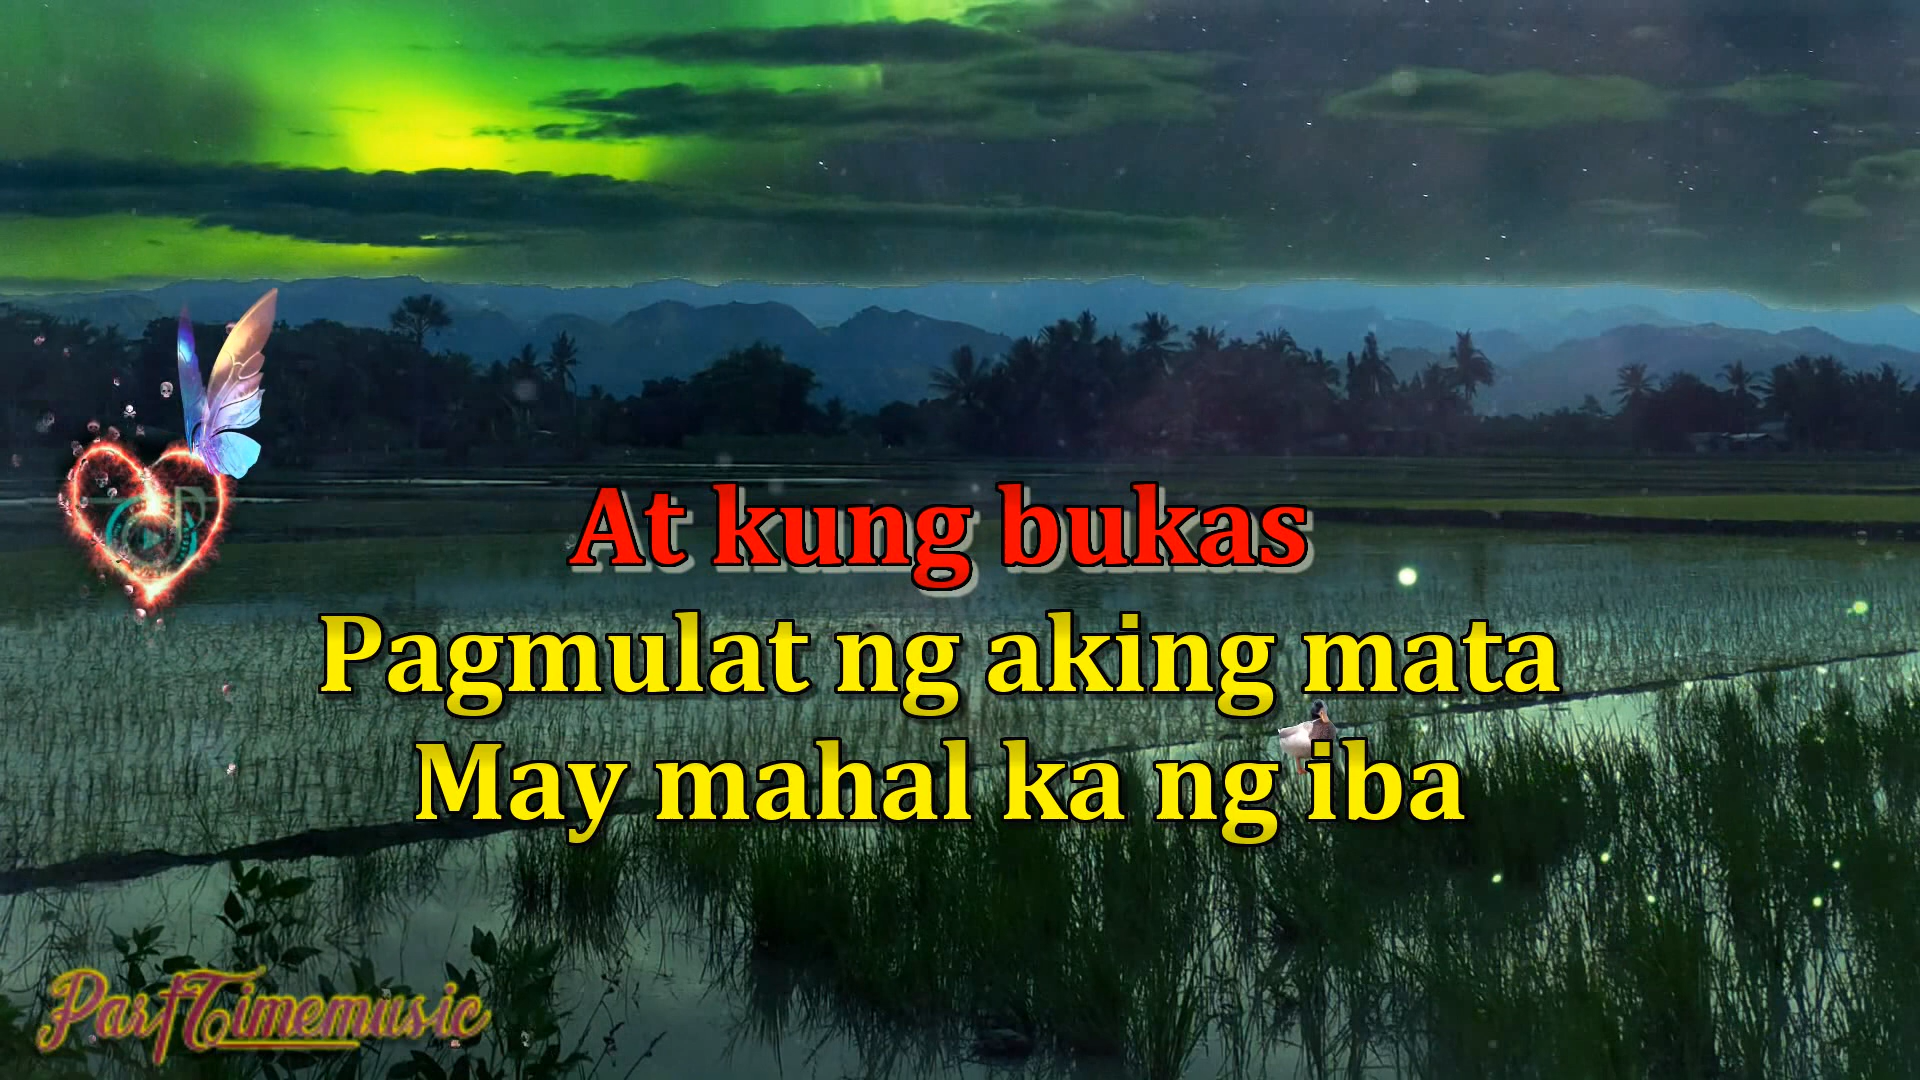 At kung bukas
Pagmulat ng aking mata
May mahal ka ng iba
PartTimemusic